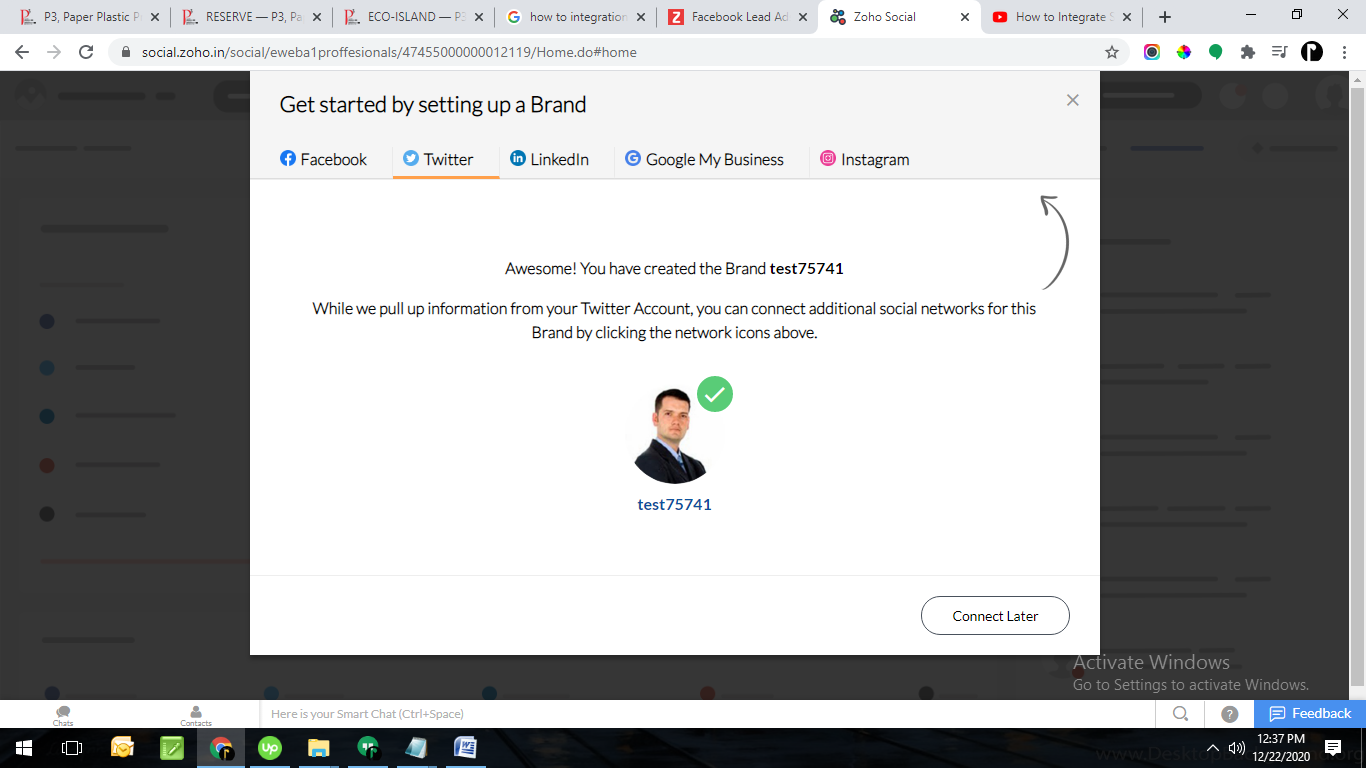 P3, Paper Plastic P
RESERVE — P3, Pa
ECO-ISLAND — P3
how to integration
Facebook Lead Ad
Zoho Social
How to Integrate S
social.zoho.in/social/eweba1proffesionals/47455000000012119/Home.do#home
Get started by setting up a Brand
Facebook
Twitter
LinkedIn
Google My Business
Instagram
Awesome! You have created the Brand test75741
While we pull up information from your Twitter Account, you can connect additional social networks for this
Brand by clicking the network icons above.
test75741
Connect Later
Activate Windows
Go to Settings to activate Windows.
Chats
Contacts
Here is your Smart Chat (Ctrl+Space)
Feedback
12:37 PM
12/22/2020